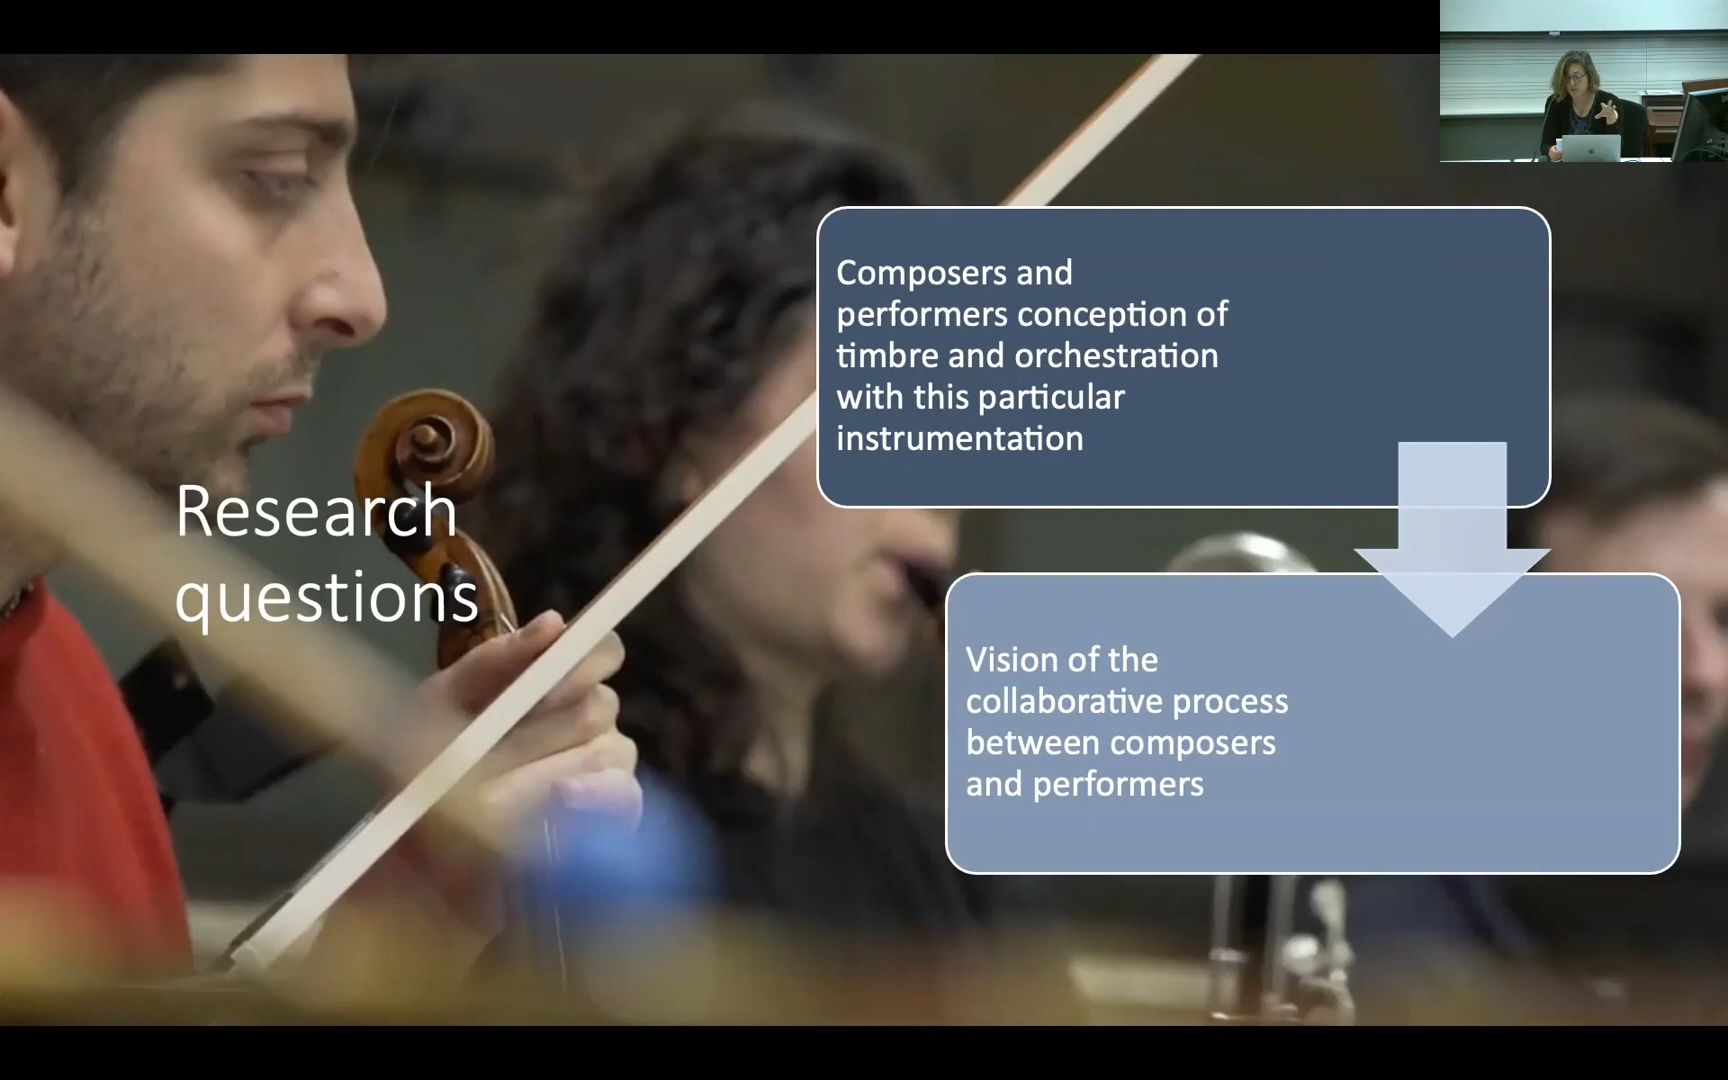 Research
questions
Composers and
performers conception of
timbre and orchestration
with this particular
instrumentation
Vision of the
collaborative process
between composers
and performers